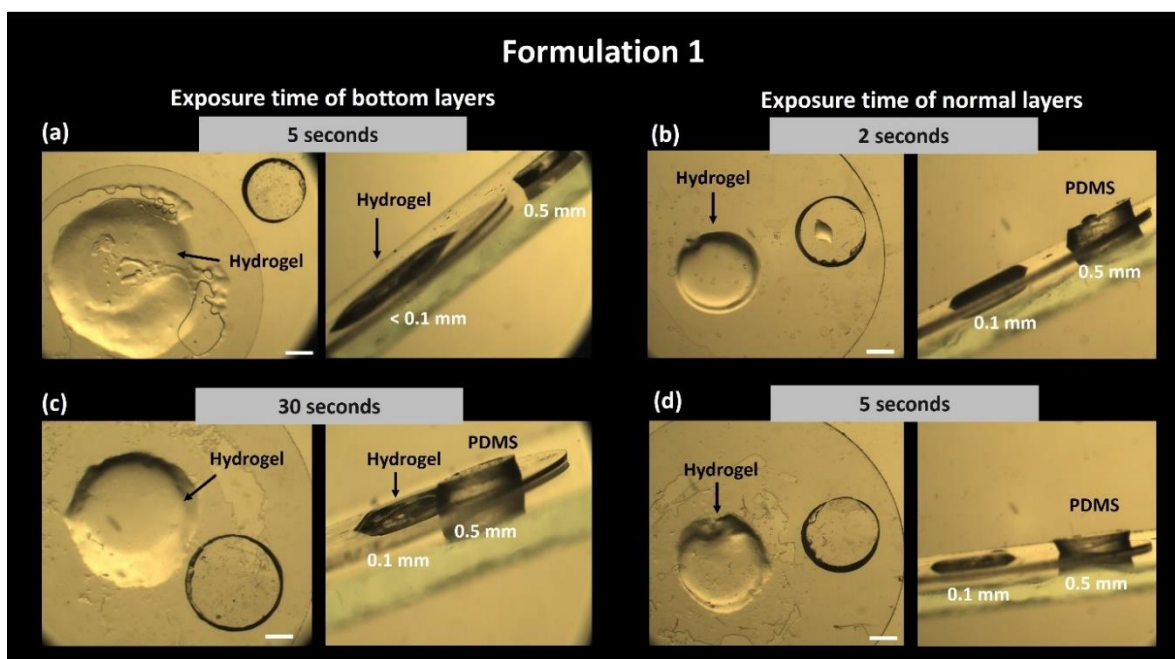 Formulation 1
Exposure time of bottom layers
Exposure time of normal layers
(a)
5 seconds
Hydrogel
Hydrogel
0.5 mm
< 0.1 mm
(b)
2 seconds
Hydrogel
PDMS
0.5 mm
0.1 mm
(c)
30 seconds
Hydrogel
Hydrogel
PDMS
0.5 mm
0.1 mm
(d)
5 seconds
Hydrogel
PDMS
0.1 mm
0.5 mm